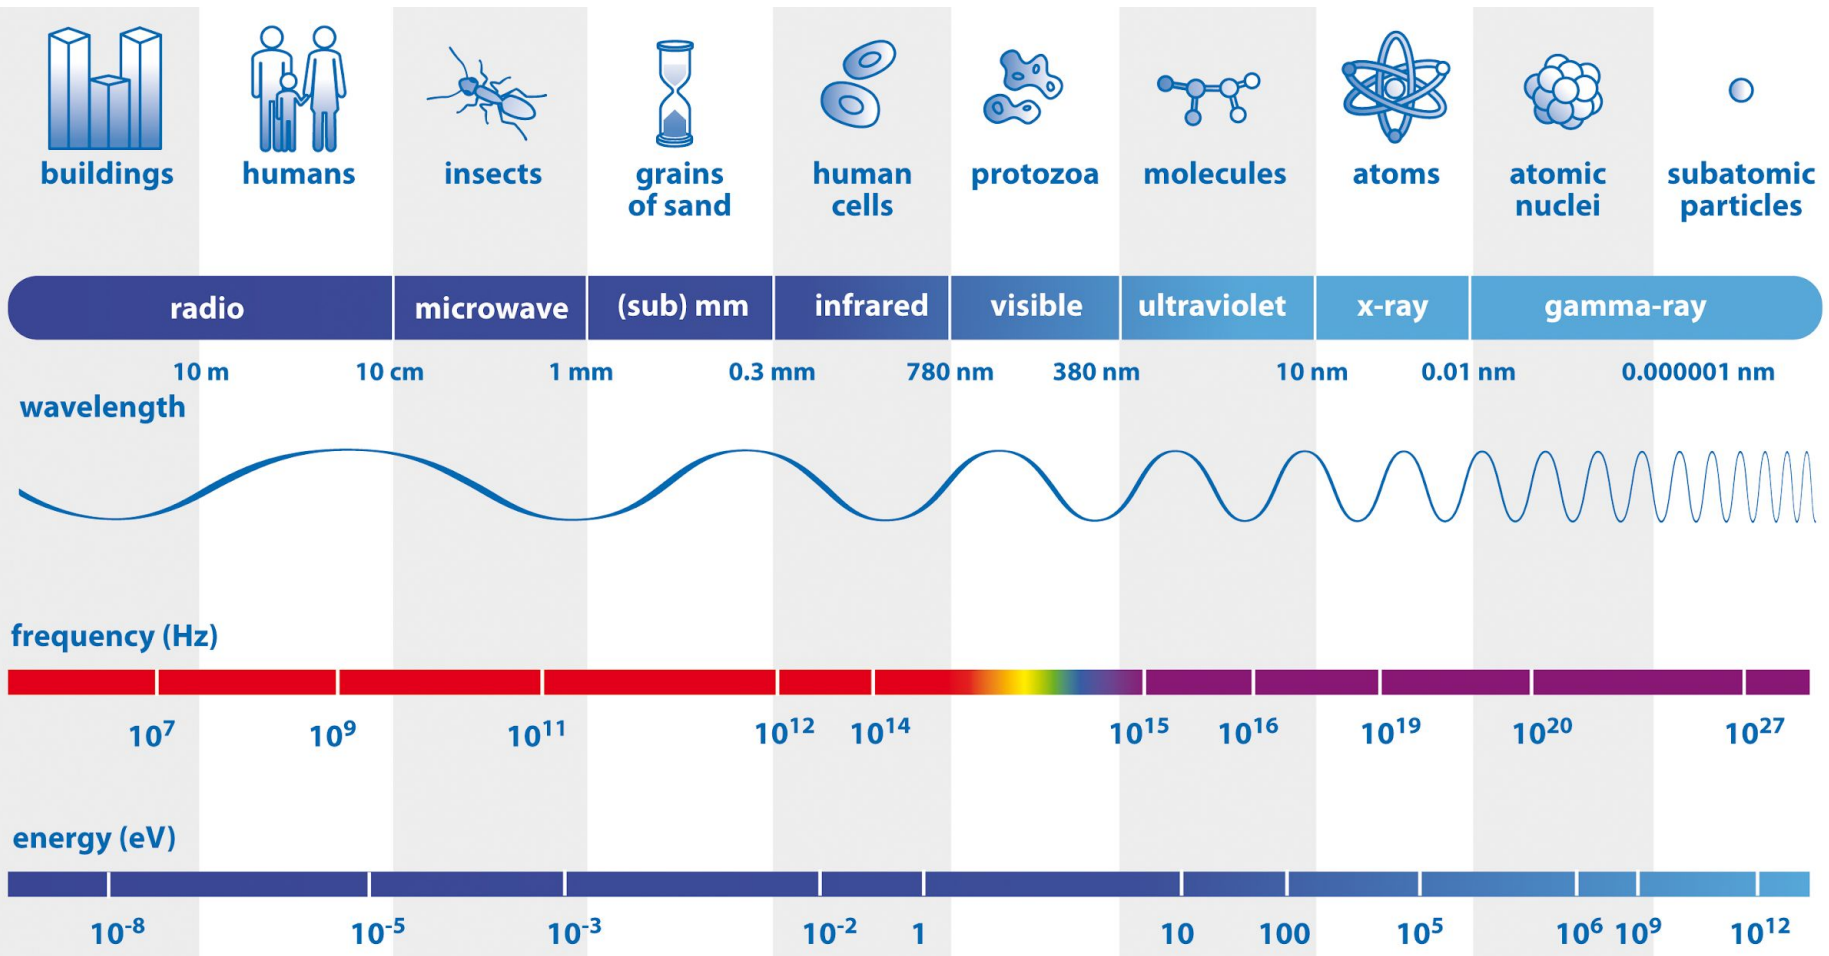 buildings
humans
insects
grains
of sand
human
cells
protozoa
molecules
atoms
atomic
nuclei
subatomic
particles
radio
microwave
(sub) mm
infrared
visible
ultraviolet
x-ray
gamma-ray
10 m
10 cm
1 mm
0.3 mm
780 nm
380 nm
10 nm
0.01 nm
0.000001 nm
wavelength
frequency (Hz)
10⁷
10⁹
10¹¹
10¹²
10¹⁴
10¹⁵
10¹⁶
10¹⁹
10²⁰
10²⁷
energy (eV)
10⁻⁸
10⁻⁵
10⁻³
10⁻²
1
10
100
10⁵
10⁶
10⁹
10¹²